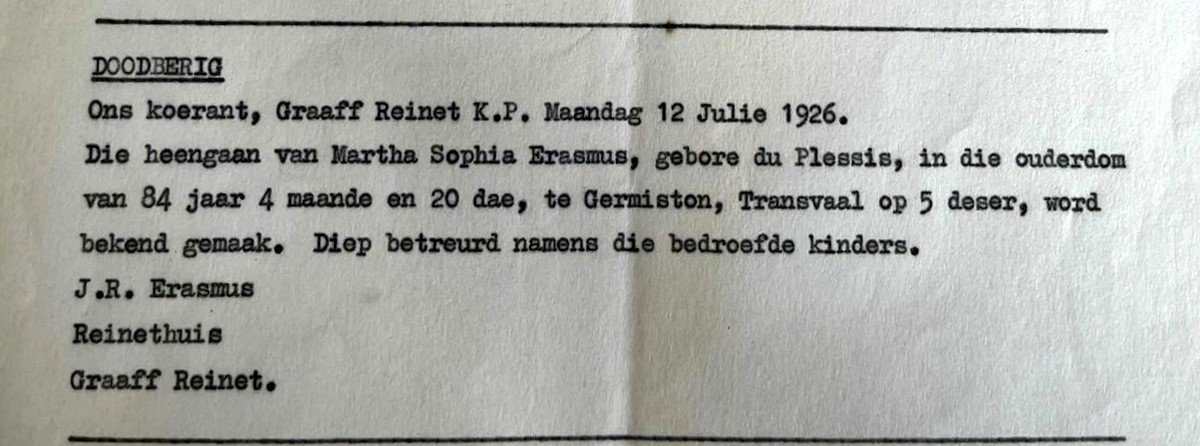 DOODBERIG
Ons koerant, Graaff Reinet K.P. Maandag 12 Julie 1926.
Die heengaan van Martha Sophia Erasmus, gebore du Plessis, in die ouderdom
van 84 jaar 4 maande en 20 dae, te Germiston, Transvaal op 5 deser, word
bekend gemaak. Diep betreurd namens die bedroefde kinders.
J.R. Erasmus
Reinethuis
Graaff Reinet.